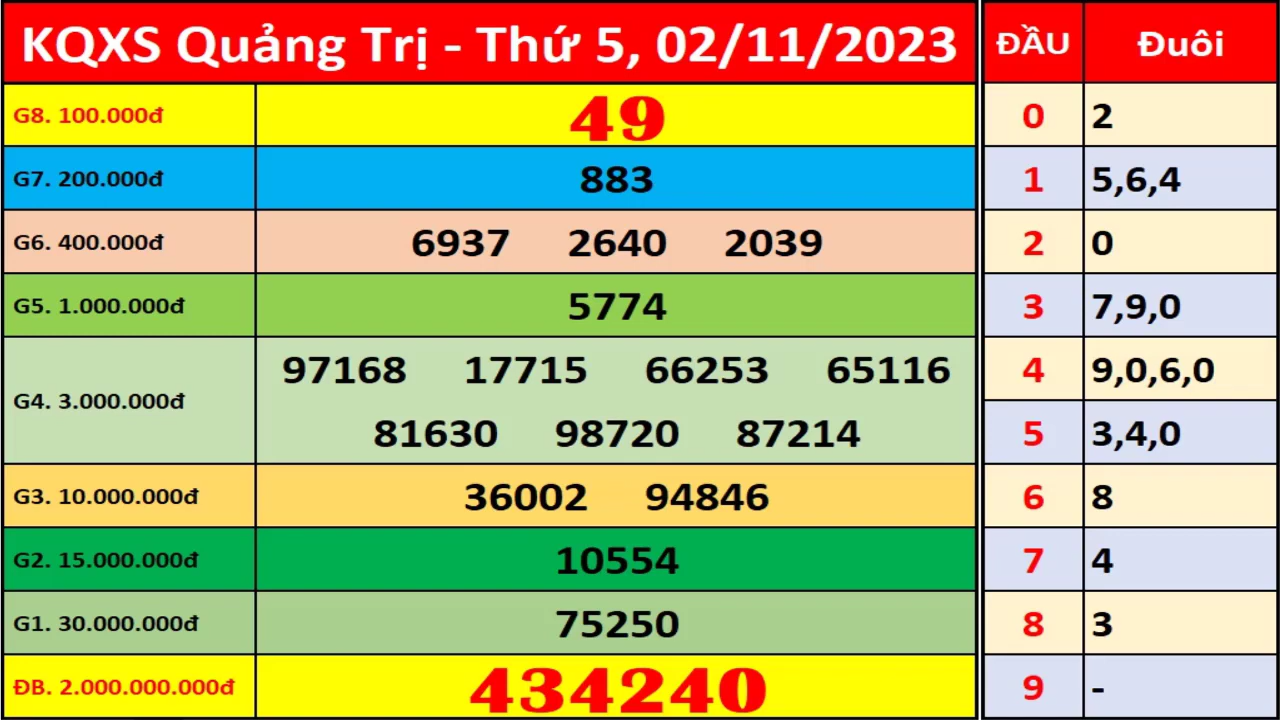 KQXS Quảng Trị - Thứ 5, 02/11/2023
G8. 100.000đ 49
G7. 200.000đ 883
G6. 400.000đ 6937 2640 2039
G5. 1.000.000đ 5774
G4. 3.000.000đ 97168 17715 66253 65116
81630 98720 87214
G3. 10.000.000đ 36002 94846
G2. 15.000.000đ 10554
G1. 30.000.000đ 75250
ĐB. 2.000.000.000đ 434240
ĐẦU Đuôi
0 2
1 5,6,4
2 0
3 7,9,0
4 9,0,6,0
5 3,4,0
6 8
7 4
8 3
9 -